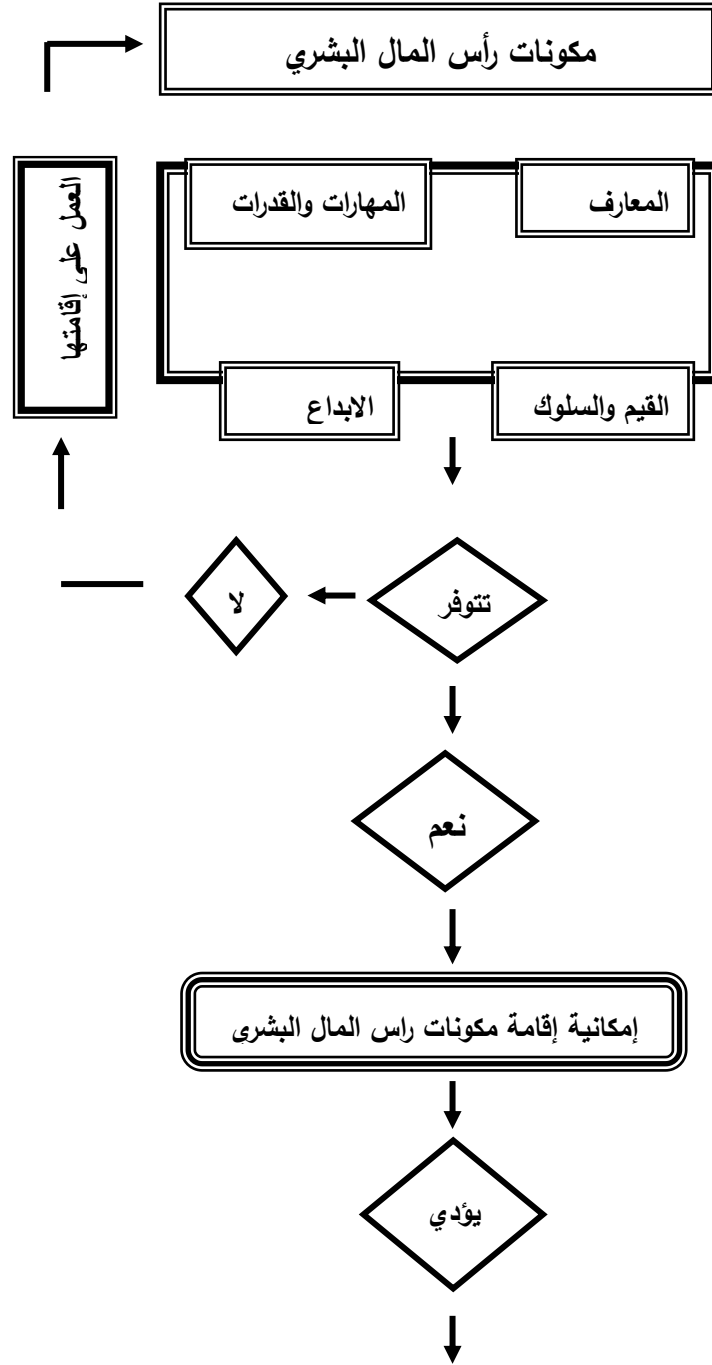 مكونات رأس المال البشري
العمل على إقامتها
المعارف
المهارات والقدرات
القيم والسلوك
الابداع
تتوفر
لا
نعم
إمكانية إقامة مكونات راس المال البشري
يؤدي